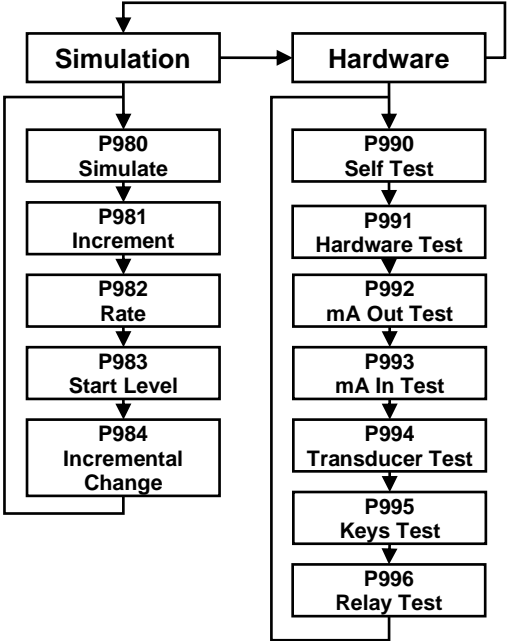 Simulation
Hardware
P980
Simulate
P981
Increment
P982
Rate
P983
Start Level
P984
Incremental
Change
P990
Self Test
P991
Hardware Test
P992
mA Out Test
P993
mA In Test
P994
Transducer Test
P995
Keys Test
P996
Relay Test